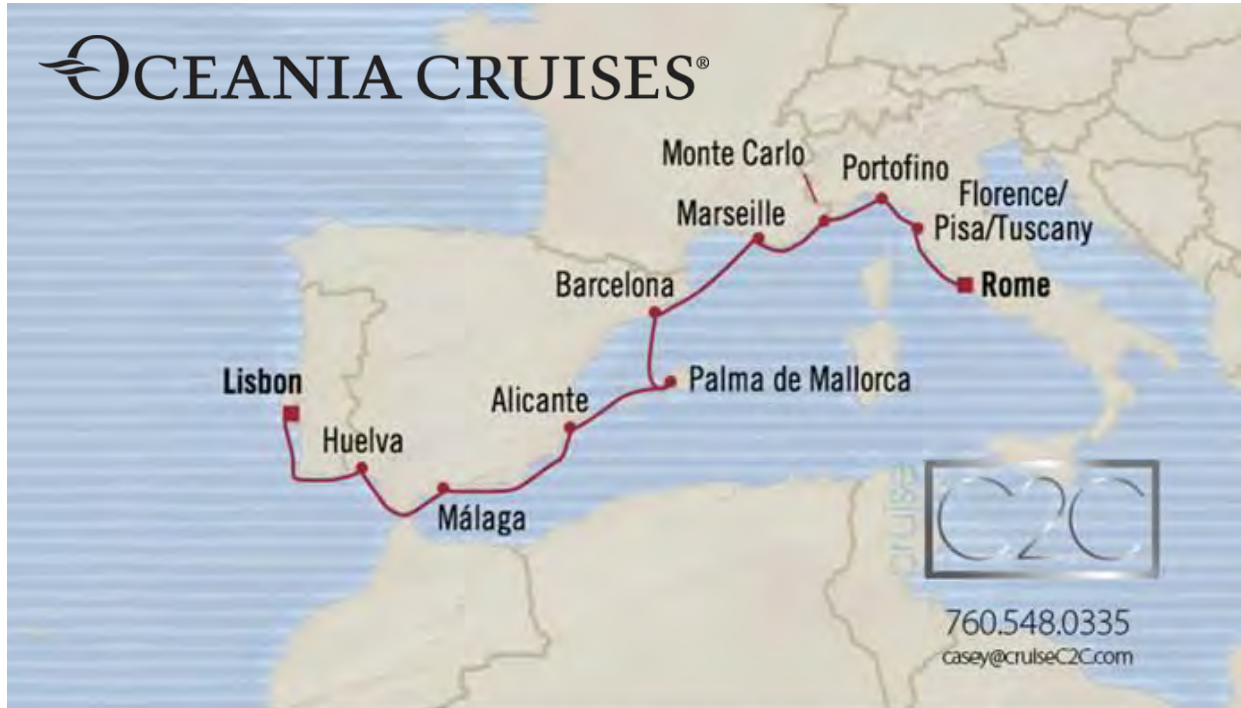 OCEANIA CRUISES®
Monte Carlo
Portofino
Florence/
Pisa/Tuscany
Marseille
Barcelona
Rome
Lisbon
Palma de Mallorca
Alicante
Huelva
Málaga
cruise
C2C
760.548.0335
casey@cruiseC2C.com